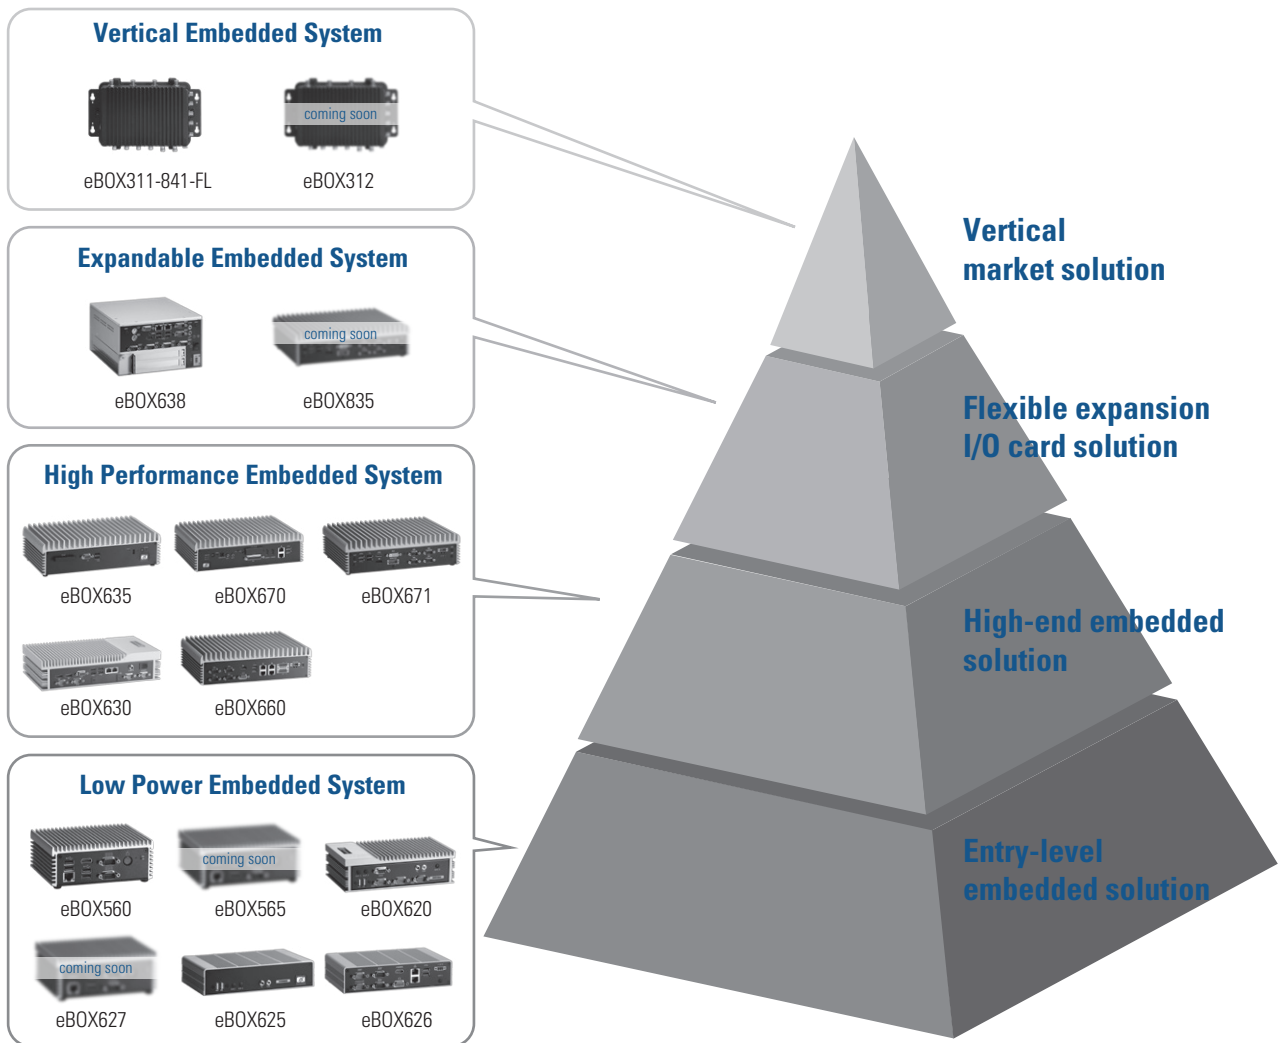 Vertical Embedded System
coming soon
eBOX311-841-FL
eBOX312
Expandable Embedded System
coming soon
eBOX638
eBOX835
High Performance Embedded System
eBOX635
eBOX670
eBOX671
eBOX630
eBOX660
Low Power Embedded System
coming soon
eBOX560
eBOX565
eBOX620
coming soon
eBOX627
eBOX625
eBOX626
Vertical
market solution
Flexible expansion
I/O card solution
High-end embedded
solution
Entry-level
embedded solution